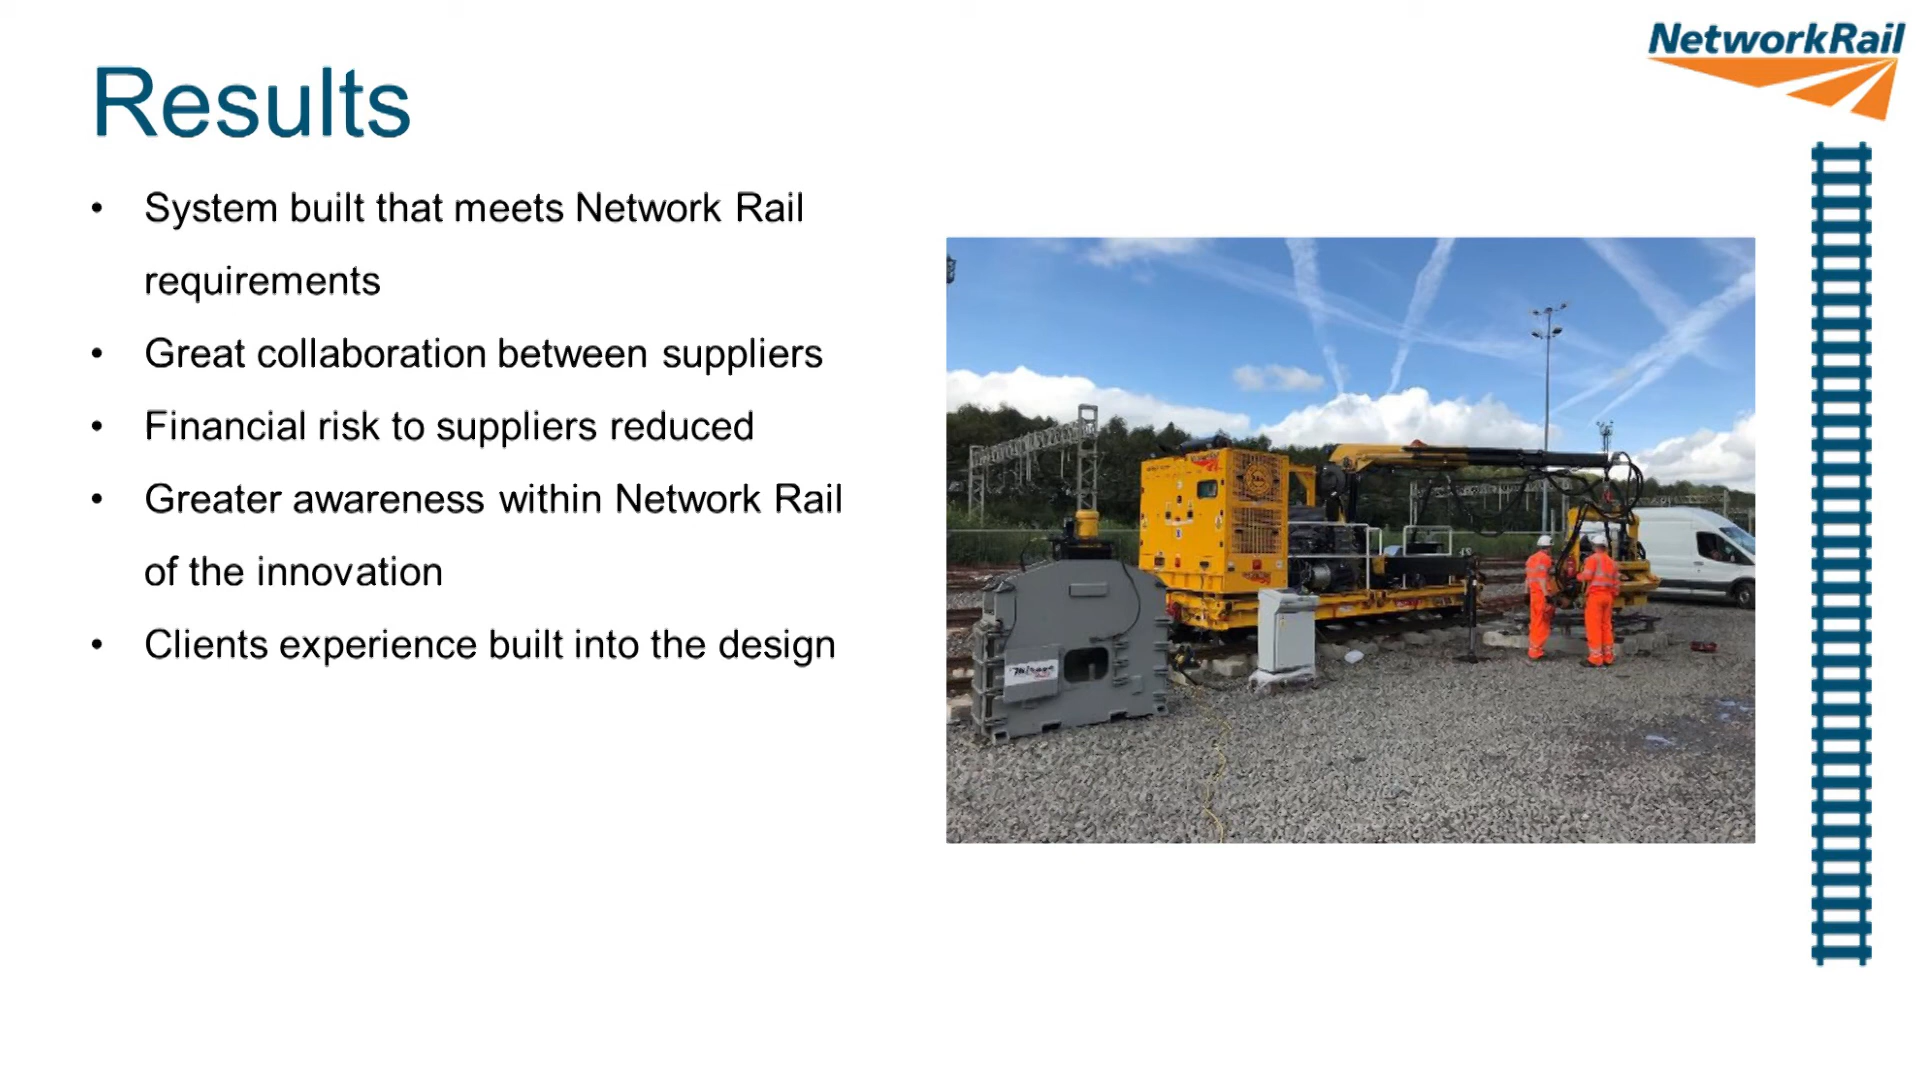 NetworkRail
Results
• System built that meets Network Rail
requirements
• Great collaboration between suppliers
• Financial risk to suppliers reduced
• Greater awareness within Network Rail
of the innovation
• Clients experience built into the design
Mirage